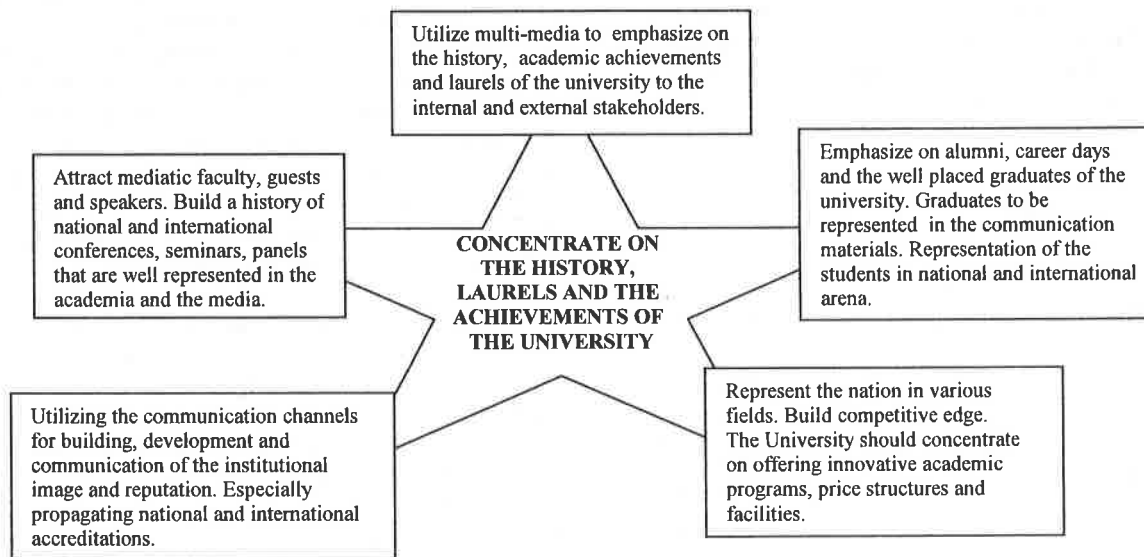 Utilize multi-media to emphasize on
the history, academic achievements
and laurels of the university to the
internal and external stakeholders.
Attract mediatic faculty, guests
and speakers. Build a history of
national and international
conferences, seminars, panels
that are well represented in the
academia and the media.
Emphasize on alumni, career days
and the well placed graduates of the
university. Graduates to be
represented in the communication
materials. Representation of the
students in national and international
arena.
CONCENTRATE ON
THE HISTORY,
LAURELS AND THE
ACHIEVEMENTS OF
THE UNIVERSITY
Utilizing the communication channels
for building, development and
communication of the institutional
image and reputation. Especially
propagating national and international
accreditations.
Represent the nation in various
fields. Build competitive edge.
The University should concentrate
on offering innovative academic
programs, price structures and
facilities.